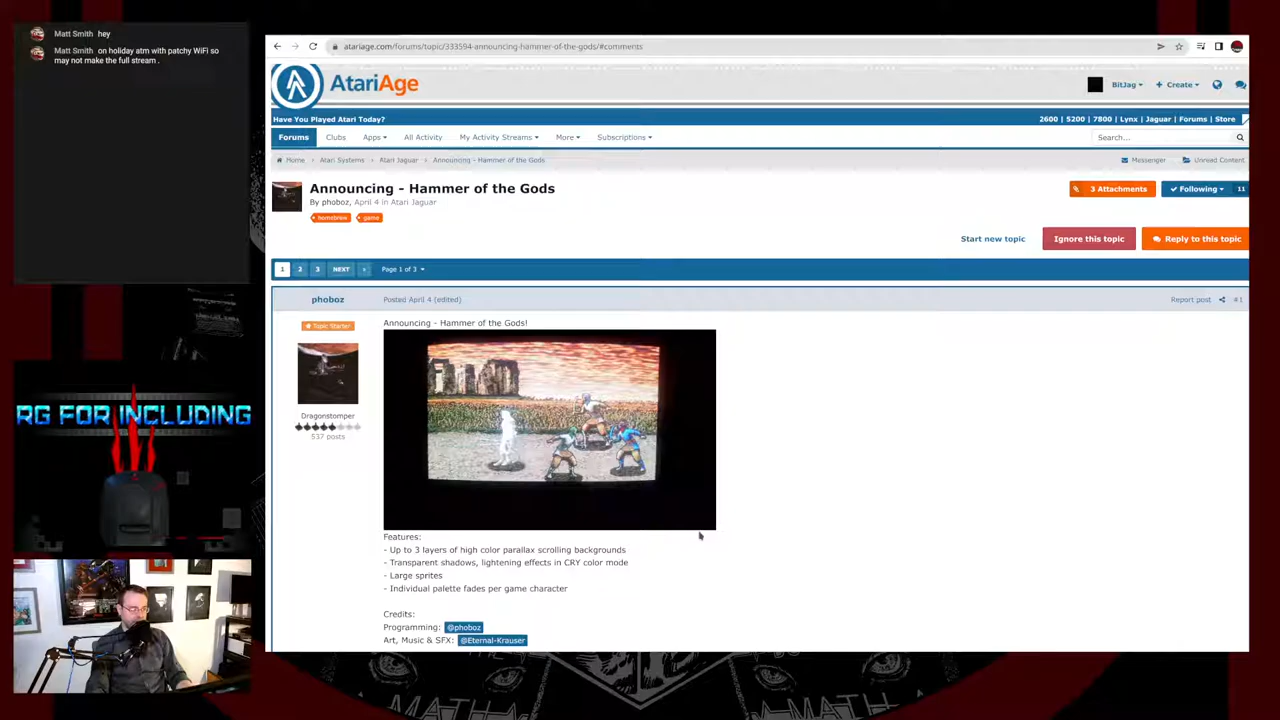 Matt Smith hey
Matt Smith on holiday atm with patchy WiFi so
may not make the full stream .
atariage.com/forums/topic/333594-announcing-hammer-of-the-gods/#comments
AtariAge
BitJag
Create
Have You Played Atari Today?
2600 | 5200 | 7800 | Lynx | Jaguar | Forums | Store
Forums Clubs Apps All Activity My Activity Streams More Subscriptions
Search...
Home Atari Systems Atari Jaguar Announcing - Hammer of the Gods
Messenger Unread Content
Announcing - Hammer of the Gods
By phoboz, April 4 in Atari Jaguar
homebrew game
3 Attachments Following 11
Start new topic Ignore this topic Reply to this topic
1 2 3 NEXT » Page 1 of 3
phoboz Posted April 4 (edited) Report post #1
Topic Starter
Announcing - Hammer of the Gods!
Dragonstomper
537 posts
Features:
- Up to 3 layers of high color parallax scrolling backgrounds
- Transparent shadows, lightening effects in CRY color mode
- Large sprites
- Individual palette fades per game character
Credits:
Programming: @phoboz
Art, Music & SFX: @Eternal-Krauser
RG FOR INCLUDING